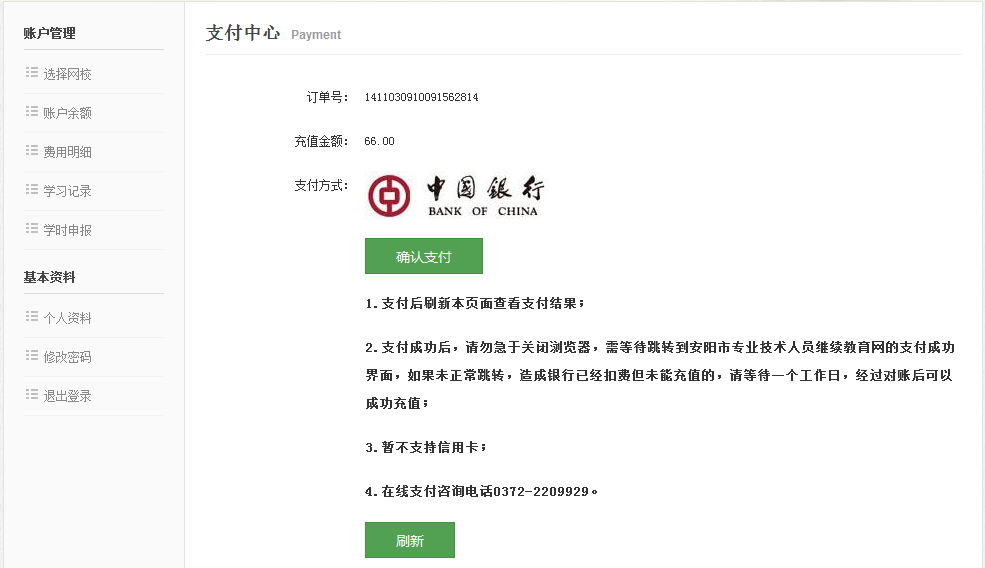 账户管理
选择网校
账户余额
费用明细
学习记录
学时申报
基本资料
个人资料
修改密码
退出登录
支付中心 Payment
订单号： 1411030910091562814
充值金额： 66.00
支付方式： 中国银行
BANK OF CHINA
确认支付
1.支付后刷新本页面查看支付结果；
2.支付成功后，请勿急于关闭浏览器，需等待跳转到安阳市专业技术人员继续教育网的支付成功
界面，如果未正常跳转，造成银行已经扣费但未能充值的，请等待一个工作日，经过对账后可以
成功充值；
3.暂不支持信用卡；
4.在线支付咨询电话0372-2209929。
刷新